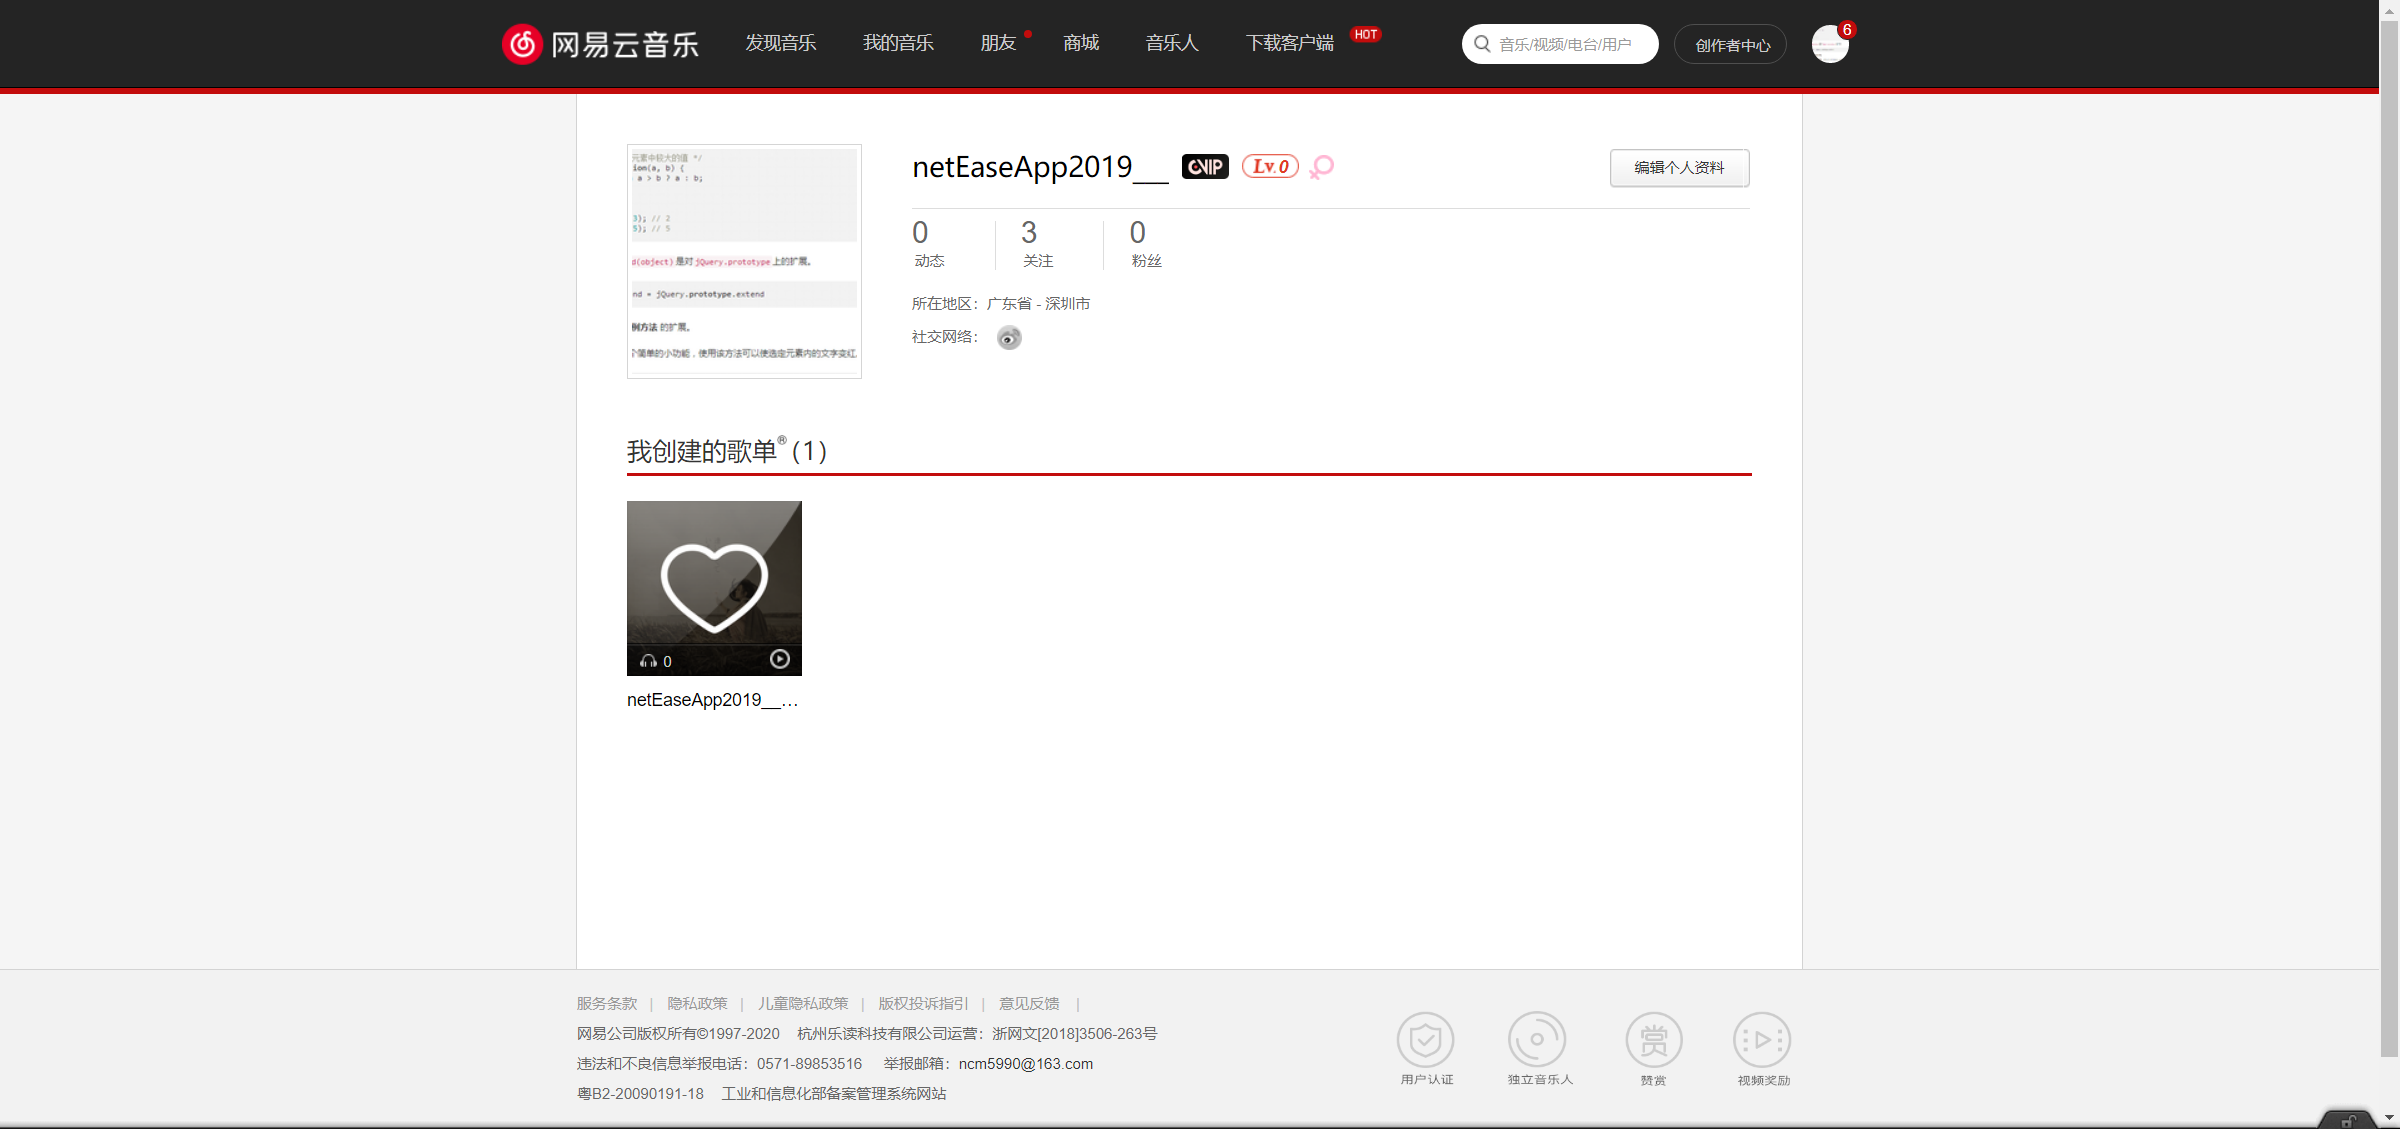 网易云音乐
发现音乐 我的音乐 朋友 商城 音乐人 下载客户端 HOT 音乐/视频/电台/用户 创作者中心 6
元素中较大的值 */
ion(a, b) {
a > b ? a : b;
3); // 2
5); // 5
d(object) 是对 jQuery.prototype 上的扩展。
nd = jQuery.prototype.extend
例方法 的扩展。
个简单的小功能，使用该方法可以使选定元素内的文字变红
netEaseApp2019___ VIP Lv.0
编辑个人资料
0 3 0
动态 关注 粉丝
所在地区：广东省 - 深圳市
社交网络：
我创建的歌单®(1)
0
netEaseApp2019__…
服务条款 | 隐私政策 | 儿童隐私政策 | 版权投诉指引 | 意见反馈 |
网易公司版权所有©1997-2020 杭州乐读科技有限公司运营：浙网文[2018]3506-263号
违法和不良信息举报电话：0571-89853516 举报邮箱：ncm5990@163.com
粤B2-20090191-18 工业和信息化部备案管理系统网站
赏
用户认证 独立音乐人 赞赏 视频奖励